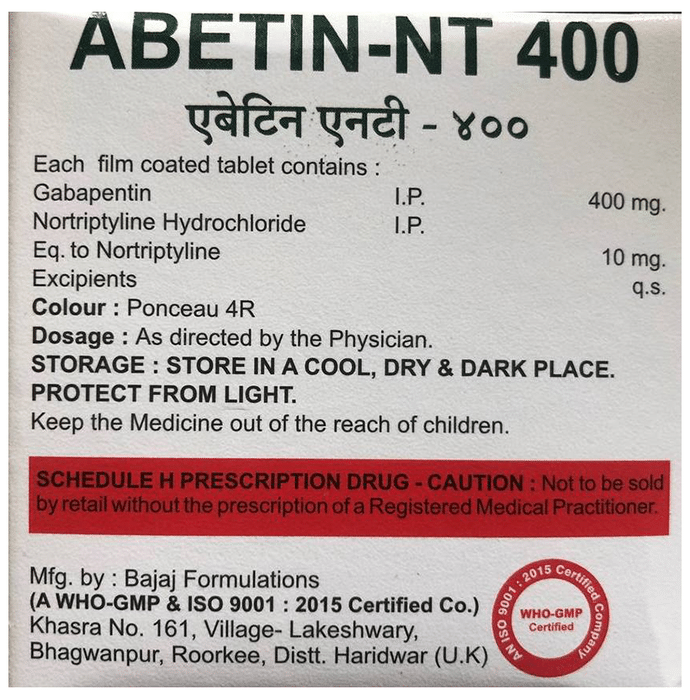 ABETIN-NT 400
एबेटिन एनटी - ४००
Each film coated tablet contains :
Gabapentin I.P. 400 mg.
Nortriptyline Hydrochloride I.P.
Eq. to Nortriptyline 10 mg.
Excipients q.s.
Colour : Ponceau 4R
Dosage : As directed by the Physician.
STORAGE : STORE IN A COOL, DRY & DARK PLACE.
PROTECT FROM LIGHT.
Keep the Medicine out of the reach of children.
SCHEDULE H PRESCRIPTION DRUG - CAUTION : Not to be sold
by retail without the prescription of a Registered Medical Practitioner.
Mfg. by : Bajaj Formulations
(A WHO-GMP & ISO 9001 : 2015 Certified Co.)
Khasra No. 161, Village- Lakeshwary,
Bhagwanpur, Roorkee, Distt. Haridwar (U.K)
AN ISO 9001 : 2015 Certified Company
WHO-GMP
Certified